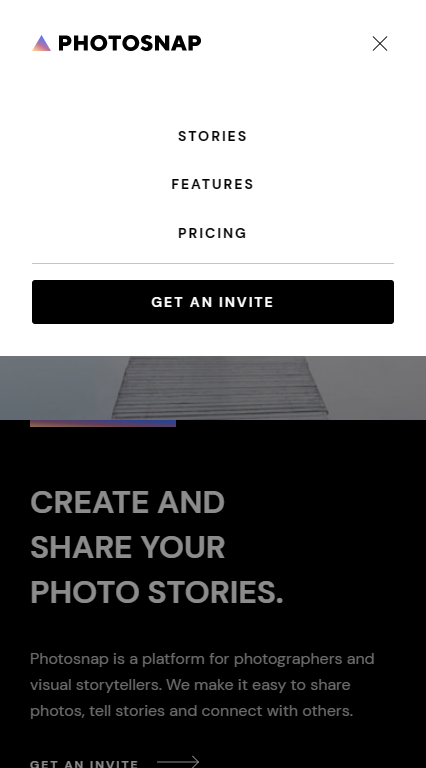 PHOTOSNAP
STORIES
FEATURES
PRICING
GET AN INVITE
CREATE AND
SHARE YOUR
PHOTO STORIES.
Photosnap is a platform for photographers and
visual storytellers. We make it easy to share
photos, tell stories and connect with others.
GET AN INVITE